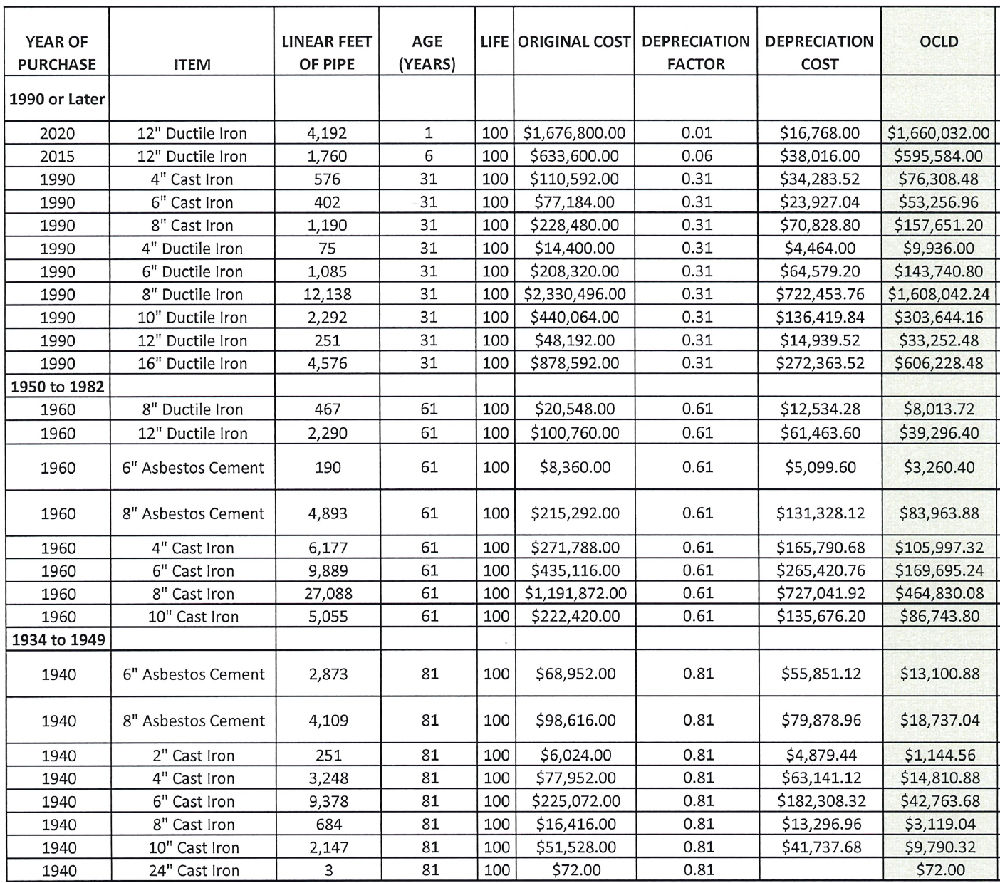 YEAR OF PURCHASE | ITEM | LINEAR FEET OF PIPE | AGE (YEARS) | LIFE | ORIGINAL COST | DEPRECIATION FACTOR | DEPRECIATION COST | OCLD
1990 or Later
2020 | 12" Ductile Iron | 4,192 | 1 | 100 | $1,676,800.00 | 0.01 | $16,768.00 | $1,660,032.00
2015 | 12" Ductile Iron | 1,760 | 6 | 100 | $633,600.00 | 0.06 | $38,016.00 | $595,584.00
1990 | 4" Cast Iron | 576 | 31 | 100 | $110,592.00 | 0.31 | $34,283.52 | $76,308.48
1990 | 6" Cast Iron | 402 | 31 | 100 | $77,184.00 | 0.31 | $23,927.04 | $53,256.96
1990 | 8" Cast Iron | 1,190 | 31 | 100 | $228,480.00 | 0.31 | $70,828.80 | $157,651.20
1990 | 4" Ductile Iron | 75 | 31 | 100 | $14,400.00 | 0.31 | $4,464.00 | $9,936.00
1990 | 6" Ductile Iron | 1,085 | 31 | 100 | $208,320.00 | 0.31 | $64,579.20 | $143,740.80
1990 | 8" Ductile Iron | 12,138 | 31 | 100 | $2,330,496.00 | 0.31 | $722,453.76 | $1,608,042.24
1990 | 10" Ductile Iron | 2,292 | 31 | 100 | $440,064.00 | 0.31 | $136,419.84 | $303,644.16
1990 | 12" Ductile Iron | 251 | 31 | 100 | $48,192.00 | 0.31 | $14,939.52 | $33,252.48
1990 | 16" Ductile Iron | 4,576 | 31 | 100 | $878,592.00 | 0.31 | $272,363.52 | $606,228.48
1950 to 1982
1960 | 8" Ductile Iron | 467 | 61 | 100 | $20,548.00 | 0.61 | $12,534.28 | $8,013.72
1960 | 12" Ductile Iron | 2,290 | 61 | 100 | $100,760.00 | 0.61 | $61,463.60 | $39,296.40
1960 | 6" Asbestos Cement | 190 | 61 | 100 | $8,360.00 | 0.61 | $5,099.60 | $3,260.40
1960 | 8" Asbestos Cement | 4,893 | 61 | 100 | $215,292.00 | 0.61 | $131,328.12 | $83,963.88
1960 | 4" Cast Iron | 6,177 | 61 | 100 | $271,788.00 | 0.61 | $165,790.68 | $105,997.32
1960 | 6" Cast Iron | 9,889 | 61 | 100 | $435,116.00 | 0.61 | $265,420.76 | $169,695.24
1960 | 8" Cast Iron | 27,088 | 61 | 100 | $1,191,872.00 | 0.61 | $727,041.92 | $464,830.08
1960 | 10" Cast Iron | 5,055 | 61 | 100 | $222,420.00 | 0.61 | $135,676.20 | $86,743.80
1934 to 1949
1940 | 6" Asbestos Cement | 2,873 | 81 | 100 | $68,952.00 | 0.81 | $55,851.12 | $13,100.88
1940 | 8" Asbestos Cement | 4,109 | 81 | 100 | $98,616.00 | 0.81 | $79,878.96 | $18,737.04
1940 | 2" Cast Iron | 251 | 81 | 100 | $6,024.00 | 0.81 | $4,879.44 | $1,144.56
1940 | 4" Cast Iron | 3,248 | 81 | 100 | $77,952.00 | 0.81 | $63,141.12 | $14,810.88
1940 | 6" Cast Iron | 9,378 | 81 | 100 | $225,072.00 | 0.81 | $182,308.32 | $42,763.68
1940 | 8" Cast Iron | 684 | 81 | 100 | $16,416.00 | 0.81 | $13,296.96 | $3,119.04
1940 | 10" Cast Iron | 2,147 | 81 | 100 | $51,528.00 | 0.81 | $41,737.68 | $9,790.32
1940 | 24" Cast Iron | 3 | 81 | 100 | $72.00 | 0.81 | | $72.00